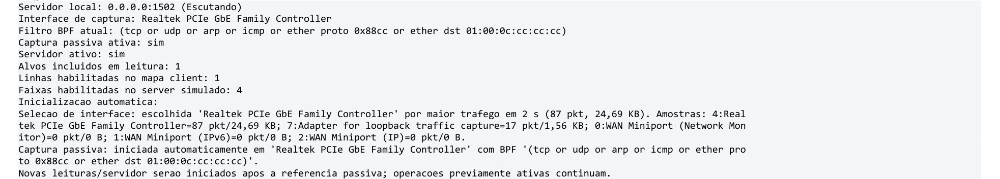 Servidor local: 0.0.0.0:1502 (Escutando)
Interface de captura: Realtek PCIe GbE Family Controller
Filtro BPF atual: (tcp or udp or arp or icmp or ether proto 0x88cc or ether dst 01:00:0c:cc:cc:cc)
Captura passiva ativa: sim
Servidor ativo: sim
Alvos incluidos em leitura: 1
Linhas habilitadas no mapa client: 1
Faixas habilitadas no server simulado: 4
Inicializacao automatica:
Selecao de interface: escolhida 'Realtek PCIe GbE Family Controller' por maior trafego em 2 s (87 pkt, 24,69 KB). Amostras: 4:Real
tek PCIe GbE Family Controller=87 pkt/24,69 KB; 7:Adapter for loopback traffic capture=17 pkt/1,56 KB; 0:WAN Miniport (Network Mon
itor)=0 pkt/0 B; 1:WAN Miniport (IPv6)=0 pkt/0 B; 2:WAN Miniport (IP)=0 pkt/0 B.
Captura passiva: iniciada automaticamente em 'Realtek PCIe GbE Family Controller' com BPF '(tcp or udp or arp or icmp or ether pro
to 0x88cc or ether dst 01:00:0c:cc:cc:cc)'.
Novas leituras/servidor serao iniciados apos a referencia passiva; operacoes previamente ativas continuam.